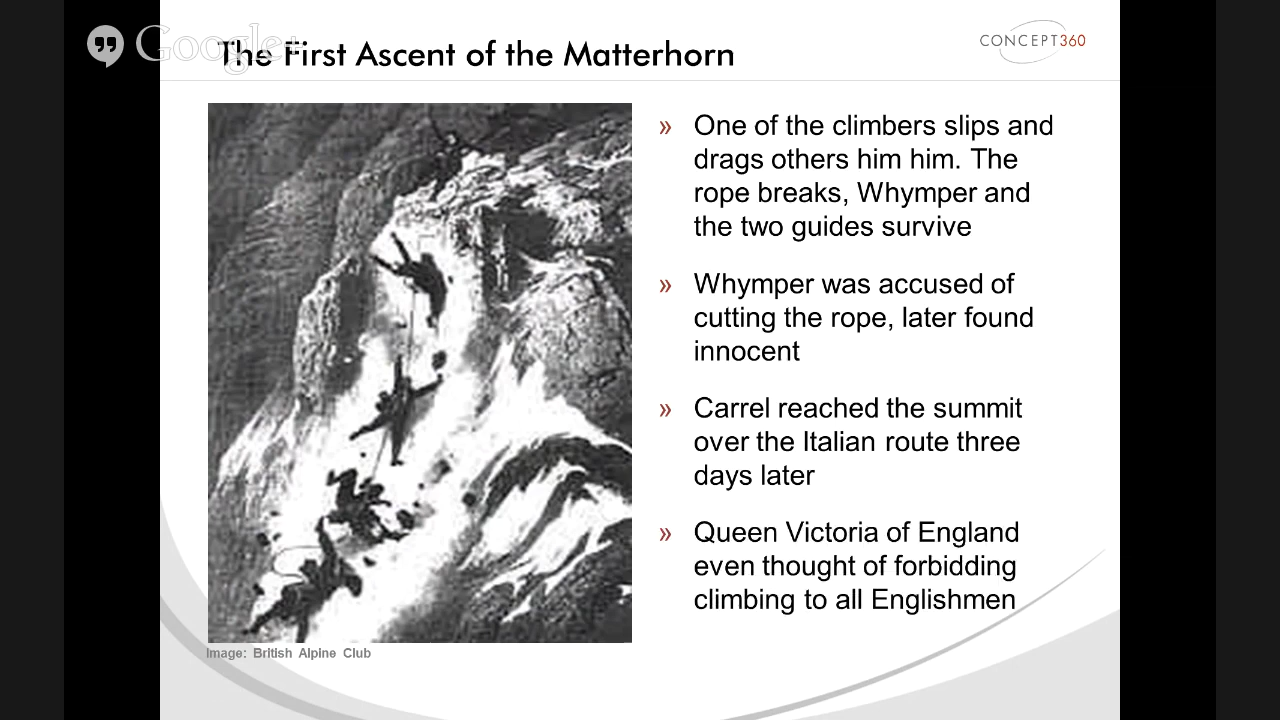 Google+
The First Ascent of the Matterhorn
CONCEPT360
» One of the climbers slips and
drags others him him. The
rope breaks, Whymper and
the two guides survive
» Whymper was accused of
cutting the rope, later found
innocent
» Carrel reached the summit
over the Italian route three
days later
» Queen Victoria of England
even thought of forbidding
climbing to all Englishmen
Image: British Alpine Club